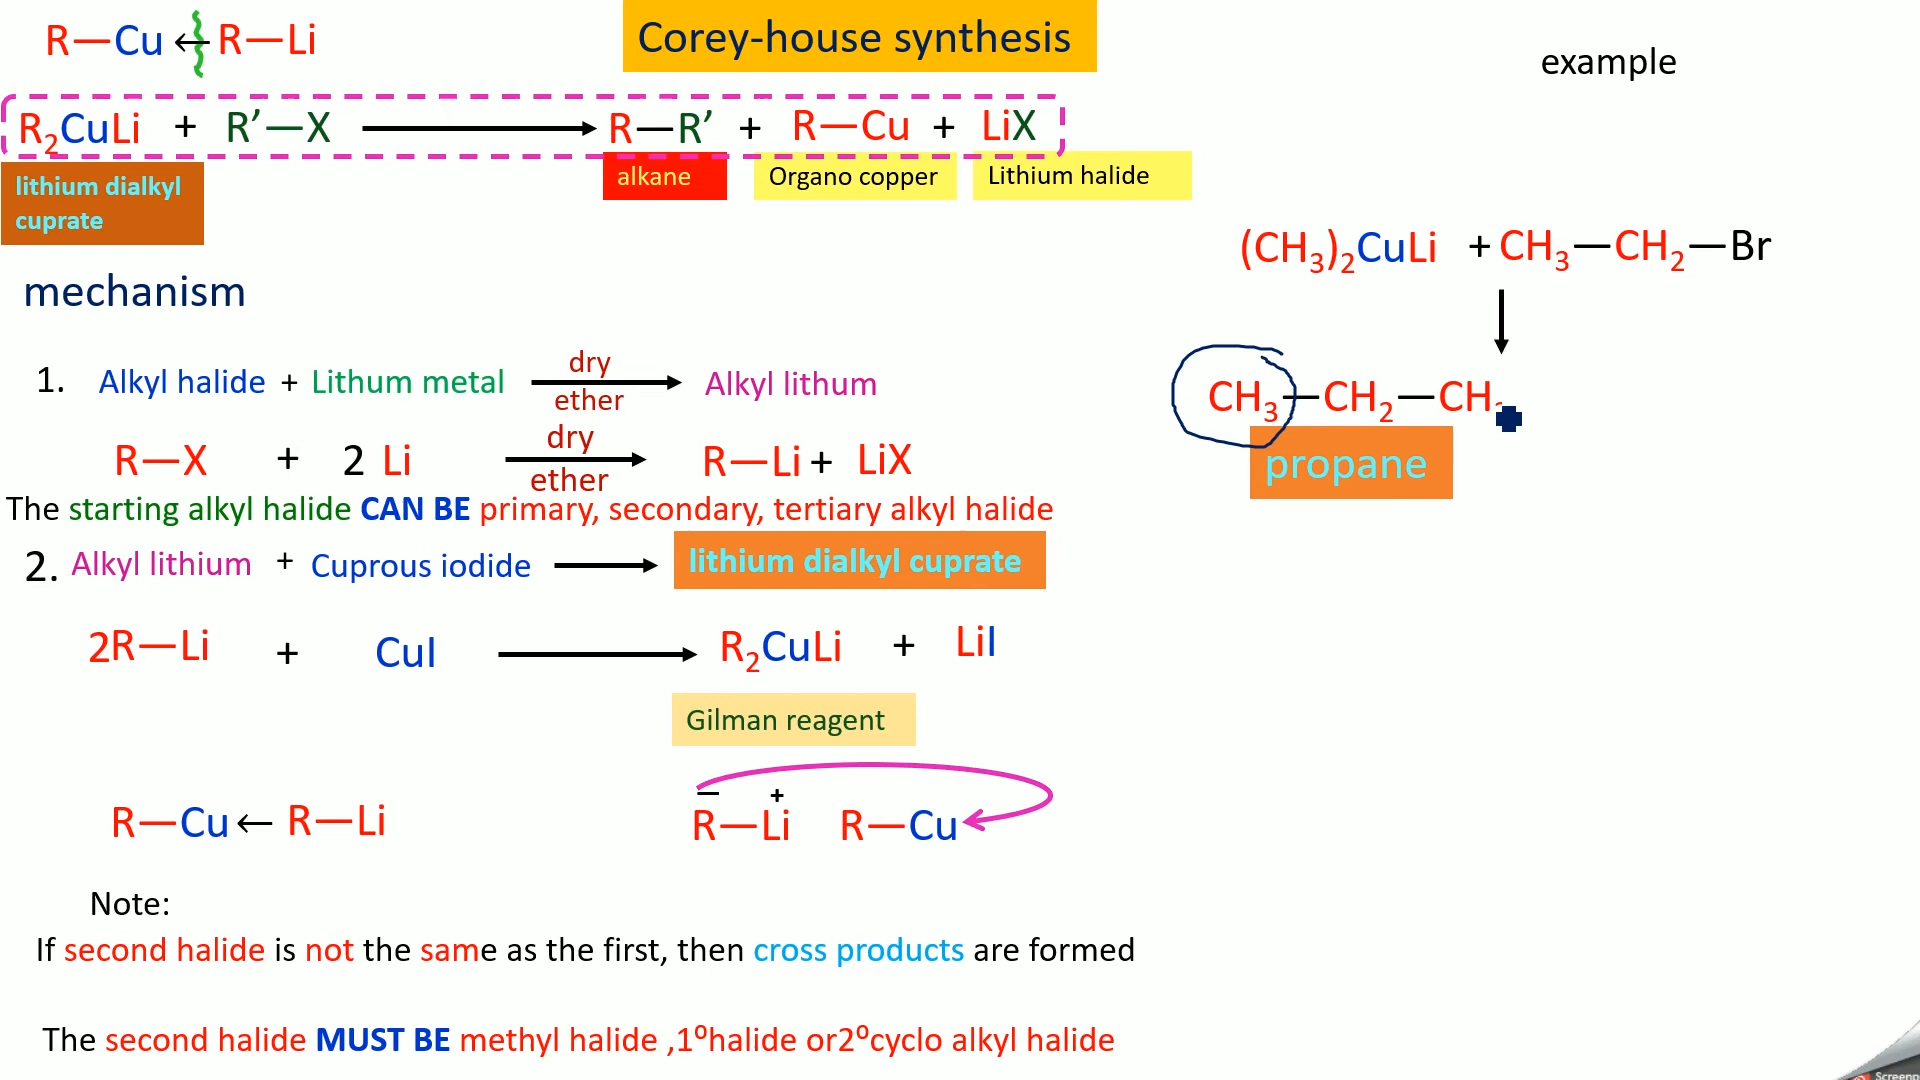 R—Cu ← R—Li
Corey-house synthesis
example
R₂CuLi + R’—X → R—R’ + R—Cu + LiX
lithium dialkyl
cuprate
alkane
Organo copper
Lithium halide
(CH₃)₂CuLi + CH₃—CH₂—Br
mechanism
CH₃—CH₂—CH
propane
dry
1. Alkyl halide + Lithum metal → Alkyl lithum
ether
dry
R—X + 2 Li → R—Li + LiX
ether
The starting alkyl halide CAN BE primary, secondary, tertiary alkyl halide
2. Alkyl lithium + Cuprous iodide → lithium dialkyl cuprate
2R—Li + CuI → R₂CuLi + LiI
Gilman reagent
R—Cu ← R—Li
— +
R—Li R—Cu
Note:
If second halide is not the same as the first, then cross products are formed
The second halide MUST BE methyl halide ,1⁰halide or2⁰cyclo alkyl halide